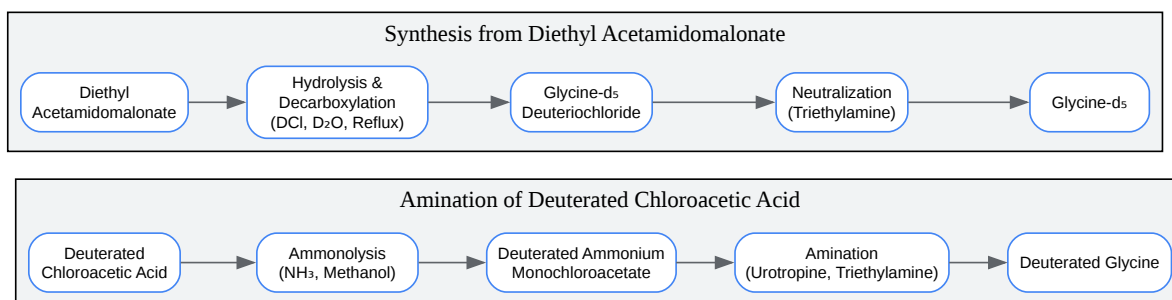 Synthesis from Diethyl Acetamidomalonate
Diethyl
Acetamidomalonate
Hydrolysis &
Decarboxylation
(DCl, D₂O, Reflux)
Glycine-d₅
Deuteriochloride
Neutralization
(Triethylamine)
Glycine-d₅
Amination of Deuterated Chloroacetic Acid
Deuterated
Chloroacetic Acid
Ammonolysis
(NH₃, Methanol)
Deuterated Ammonium
Monochloroacetate
Amination
(Urotropine, Triethylamine)
Deuterated Glycine